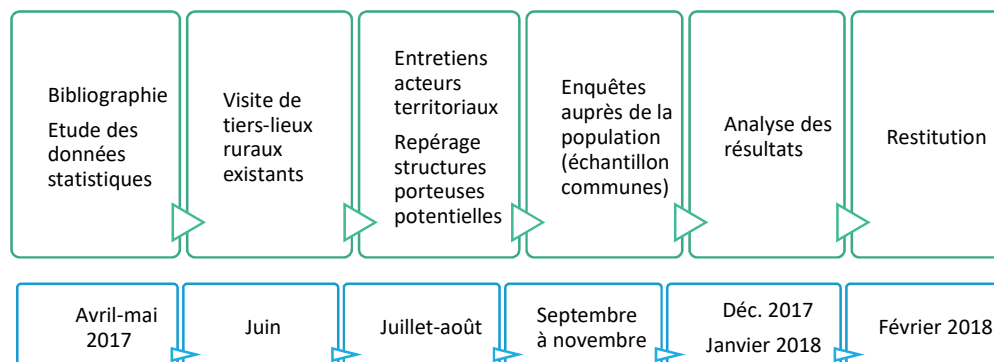 Bibliographie
Etude des
données
statistiques
Visite de
tiers-lieux
ruraux
existants
Entretiens
acteurs
territoriaux
Repérage
structures
porteuses
potentielles
Enquêtes
auprès de la
population
(échantillon
communes)
Analyse des
résultats
Restitution
Avril-mai
2017
Juin
Juillet-août
Septembre
à novembre
Déc. 2017
Janvier 2018
Février 2018